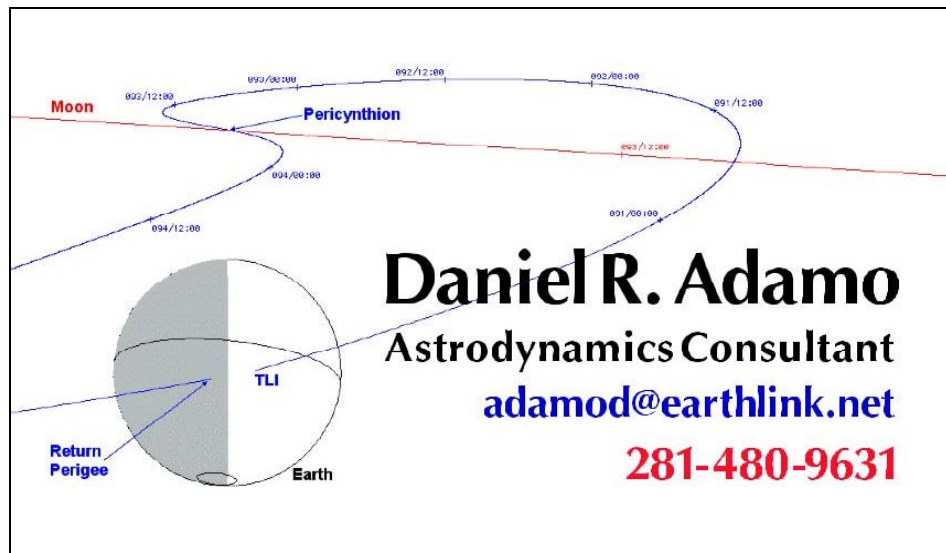 092/12:00
093/00:00
092/00:00
093/12:00
091/12:00
Moon
Pericynthion
093/12:00
094/00:00
091/00:00
094/12:00
Daniel R. Adamo
Astrodynamics Consultant
TLI
adamod@earthlink.net
Return
Perigee
Earth
281-480-9631